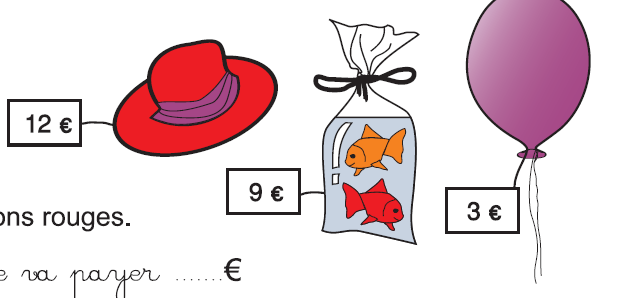 12 €
9 €
3 €
ons rouges.
e va payer .......€